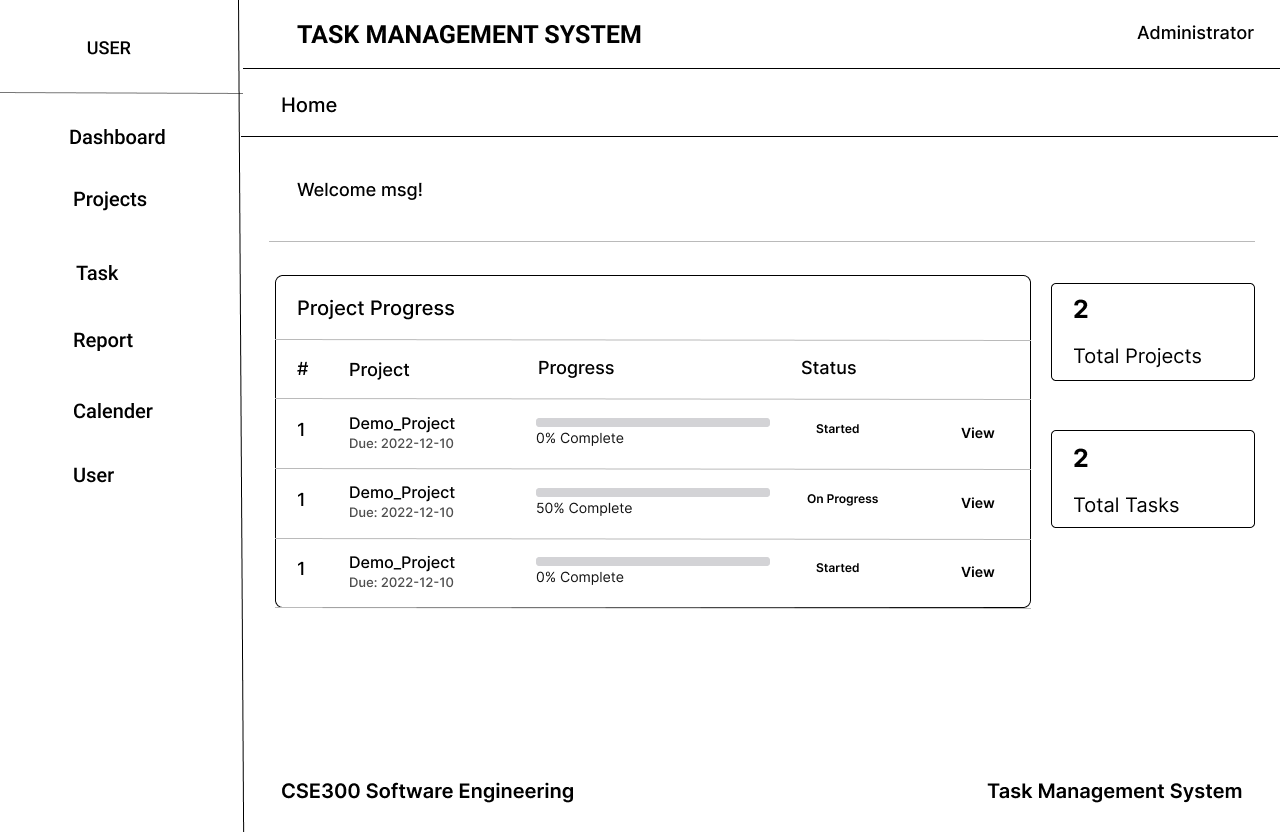 USER
TASK MANAGEMENT SYSTEM
Administrator
Home
Dashboard
Projects
Task
Report
Calender
User
Welcome msg!
Project Progress
# Project Progress Status
1 Demo_Project
Due: 2022-12-10
0% Complete
Started
View
1 Demo_Project
Due: 2022-12-10
50% Complete
On Progress
View
1 Demo_Project
Due: 2022-12-10
0% Complete
Started
View
2
Total Projects
2
Total Tasks
CSE300 Software Engineering
Task Management System